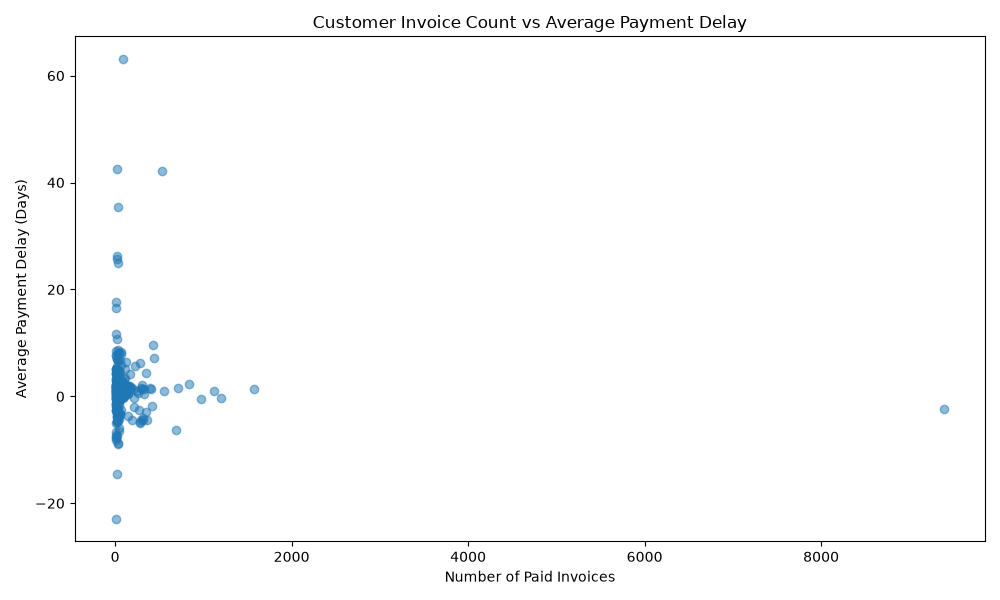 Customer Invoice Count vs Average Payment Delay
Average Payment Delay (Days)
60
40
20
0
−20
0 2000 4000 6000 8000
Number of Paid Invoices